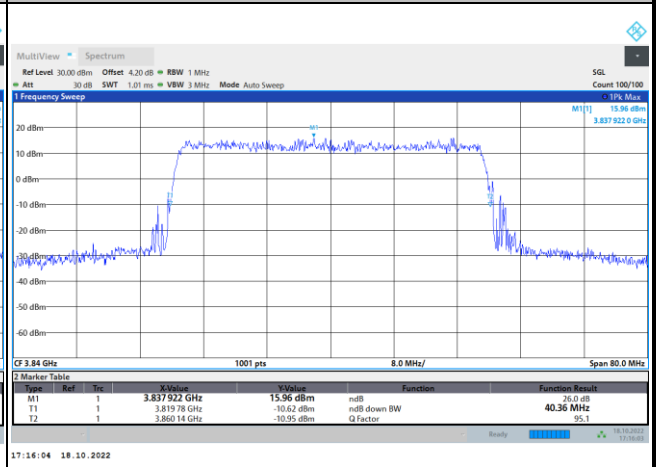 MultiView Spectrum
Ref Level 30.00 dBm Offset 4.20 dB RBW 1 MHz SGL
Att 30 dB SWT 1.01 ms VBW 3 MHz Mode Auto Sweep Count 100/100
1 Frequency Sweep 1Pk Max
M1[1] 15.96 dBm
3.837 922 0 GHz
M1
20 dBm
10 dBm
0 dBm
-10 dBm
-20 dBm
-30 dBm
-40 dBm
-50 dBm
-60 dBm
CF 3.84 GHz 1001 pts 8.0 MHz/ Span 80.0 MHz
2 Marker Table
Type Ref Trc X-Value Y-Value Function Function Result
M1 1 3.837 922 GHz 15.96 dBm ndB 26.0 dB
T1 1 3.819 78 GHz -10.62 dBm ndB down BW 40.36 MHz
T2 1 3.860 14 GHz -10.95 dBm Q Factor 95.1
Ready 18.10.2022
17:16:03
17:16:04 18.10.2022